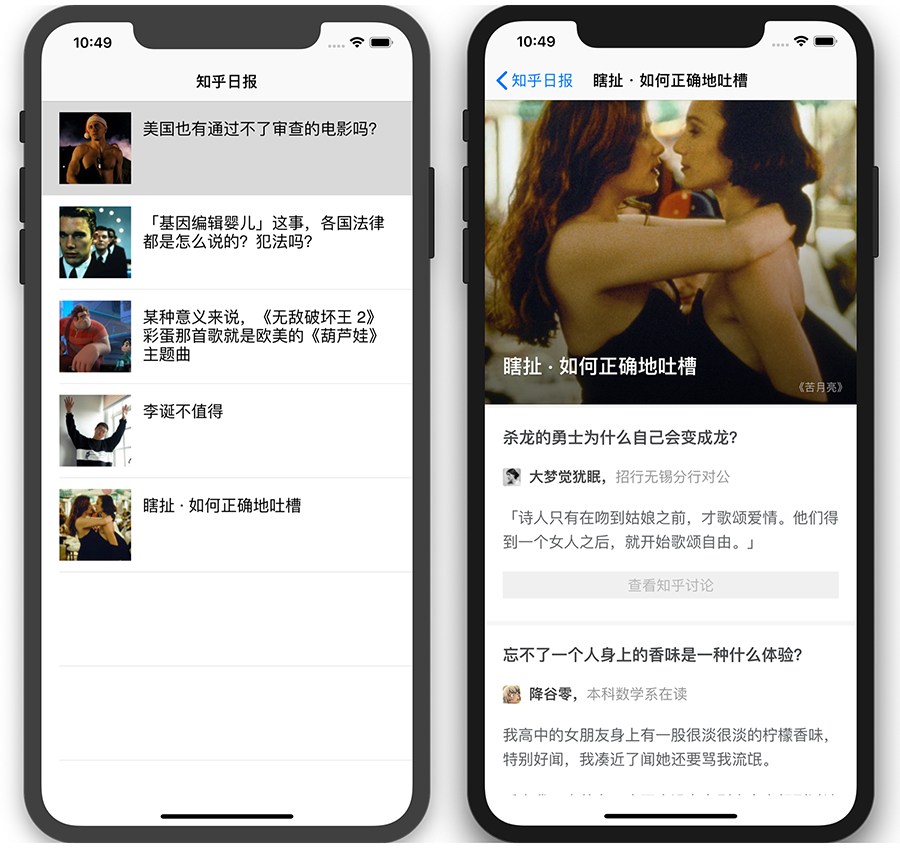 10:49
知乎日报
美国也有通过不了审查的电影吗？
「基因编辑婴儿」这事，各国法律
都是怎么说的？犯法吗？
某种意义来说，《无敌破坏王 2》
彩蛋那首歌就是欧美的《葫芦娃》
主题曲
李诞不值得
瞎扯 · 如何正确地吐槽
10:49
知乎日报
瞎扯 · 如何正确地吐槽
瞎扯 · 如何正确地吐槽
《苦月亮》
杀龙的勇士为什么自己会变成龙？
大梦觉犹眠，招行无锡分行对公
「诗人只有在吻到姑娘之前，才歌颂爱情。他们得
到一个女人之后，就开始歌颂自由。」
查看知乎讨论
忘不了一个人身上的香味是一种什么体验？
降谷零，本科数学系在读
我高中的女朋友身上有一股很淡很淡的柠檬香味，
特别好闻，我凑近了闻她还要骂我流氓。